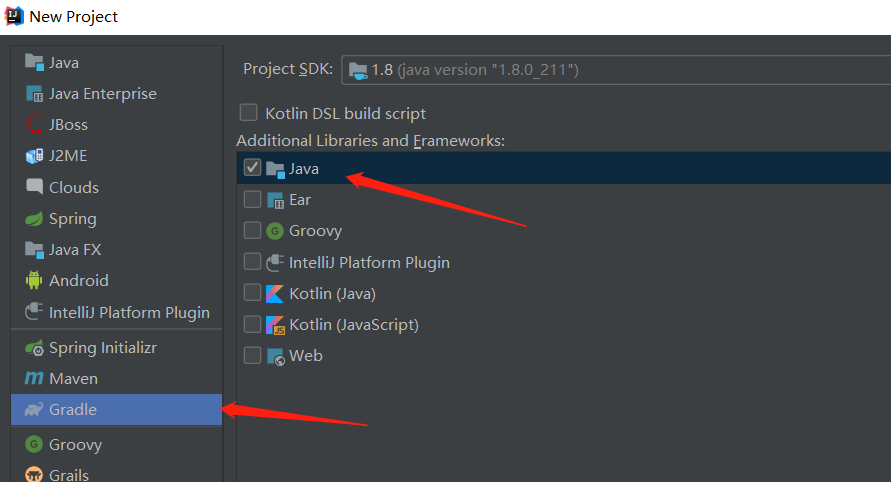 New Project
Java
Java Enterprise
JBoss
J2ME
Clouds
Spring
Java FX
Android
IntelliJ Platform Plugin
Spring Initializr
Maven
Gradle
Groovy
Grails
Project SDK: 1.8 (java version "1.8.0_211")
Kotlin DSL build script
Additional Libraries and Frameworks:
Java
Ear
Groovy
IntelliJ Platform Plugin
Kotlin (Java)
Kotlin (JavaScript)
Web